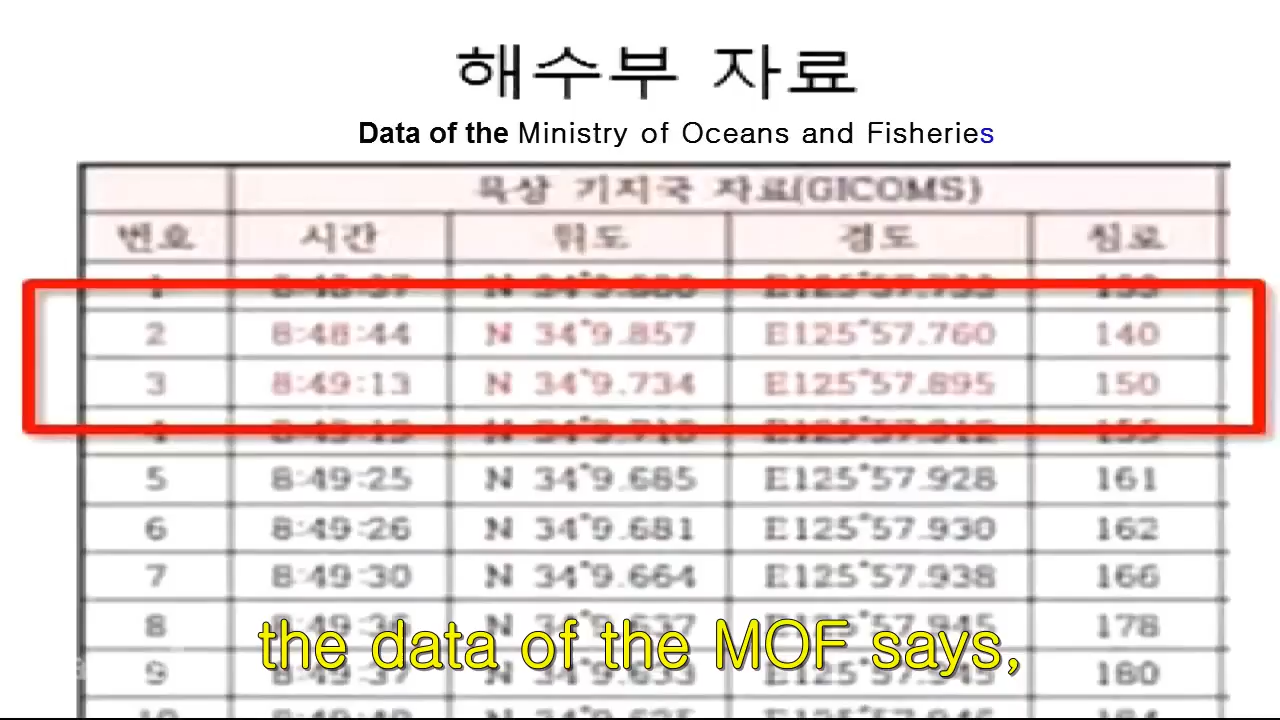 해수부 자료
Data of the Ministry of Oceans and Fisheries
육상 기지국 자료(GICOMS)
번호 시간 위도 경도 침로
1
2 8:48:44 N 34°9.857 E125°57.760 140
3 8:49:13 N 34°9.734 E125°57.895 150
4
5 8:49:25 N 34°9.685 E125°57.928 161
6 8:49:26 N 34°9.681 E125°57.930 162
7 8:49:30 N 34°9.664 E125°57.938 166
8 178
9 8:49:37 180
the data of the MOF says,